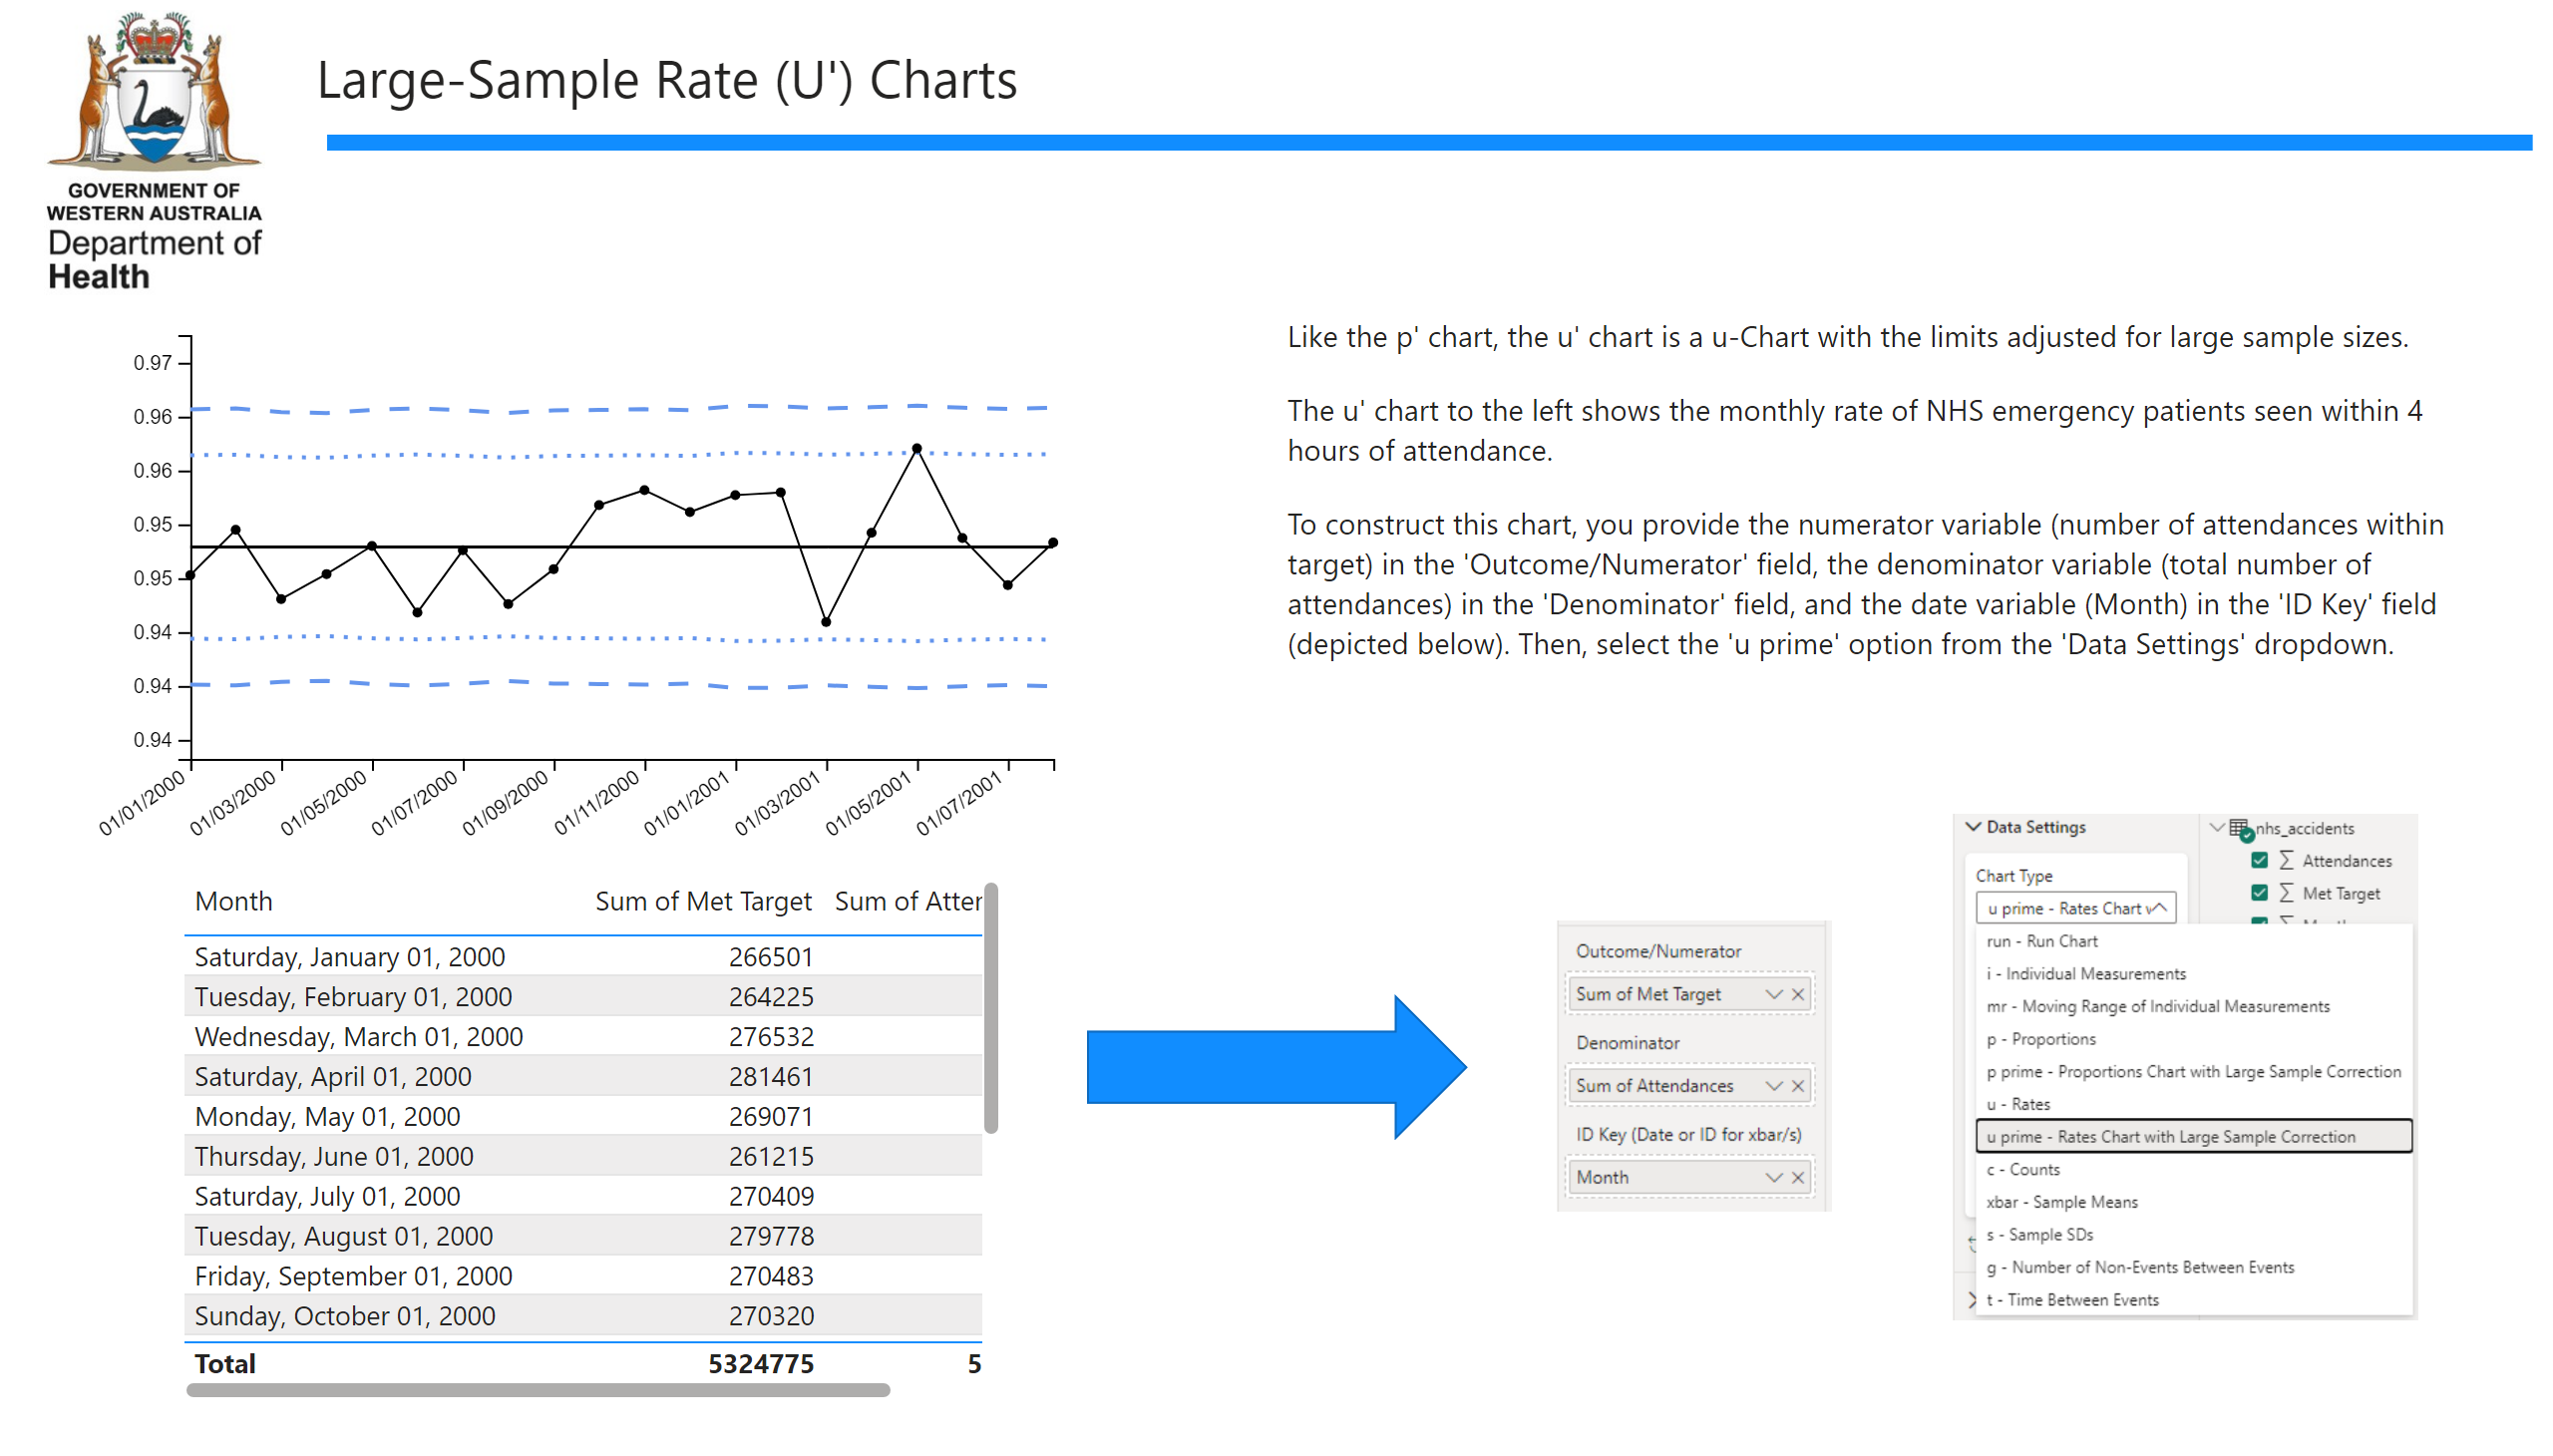 GOVERNMENT OF
WESTERN AUSTRALIA
Department of
Health
Large-Sample Rate (U') Charts
0.97
0.96
0.96
0.95
0.95
0.94
0.94
0.94
01/01/2000
01/03/2000
01/05/2000
01/07/2000
01/09/2000
01/11/2000
01/01/2001
01/03/2001
01/05/2001
01/07/2001
Like the p' chart, the u' chart is a u-Chart with the limits adjusted for large sample sizes.
The u' chart to the left shows the monthly rate of NHS emergency patients seen within 4
hours of attendance.
To construct this chart, you provide the numerator variable (number of attendances within
target) in the 'Outcome/Numerator' field, the denominator variable (total number of
attendances) in the 'Denominator' field, and the date variable (Month) in the 'ID Key' field
(depicted below). Then, select the 'u prime' option from the 'Data Settings' dropdown.
Month Sum of Met Target Sum of Atter
Saturday, January 01, 2000 266501
Tuesday, February 01, 2000 264225
Wednesday, March 01, 2000 276532
Saturday, April 01, 2000 281461
Monday, May 01, 2000 269071
Thursday, June 01, 2000 261215
Saturday, July 01, 2000 270409
Tuesday, August 01, 2000 279778
Friday, September 01, 2000 270483
Sunday, October 01, 2000 270320
Total 5324775 5
Outcome/Numerator
Sum of Met Target
Denominator
Sum of Attendances
ID Key (Date or ID for xbar/s)
Month
Data Settings
Chart Type
u prime - Rates Chart
nhs_accidents
Attendances
Met Target
run - Run Chart
i - Individual Measurements
mr - Moving Range of Individual Measurements
p - Proportions
p prime - Proportions Chart with Large Sample Correction
u - Rates
u prime - Rates Chart with Large Sample Correction
c - Counts
xbar - Sample Means
s - Sample SDs
g - Number of Non-Events Between Events
t - Time Between Events